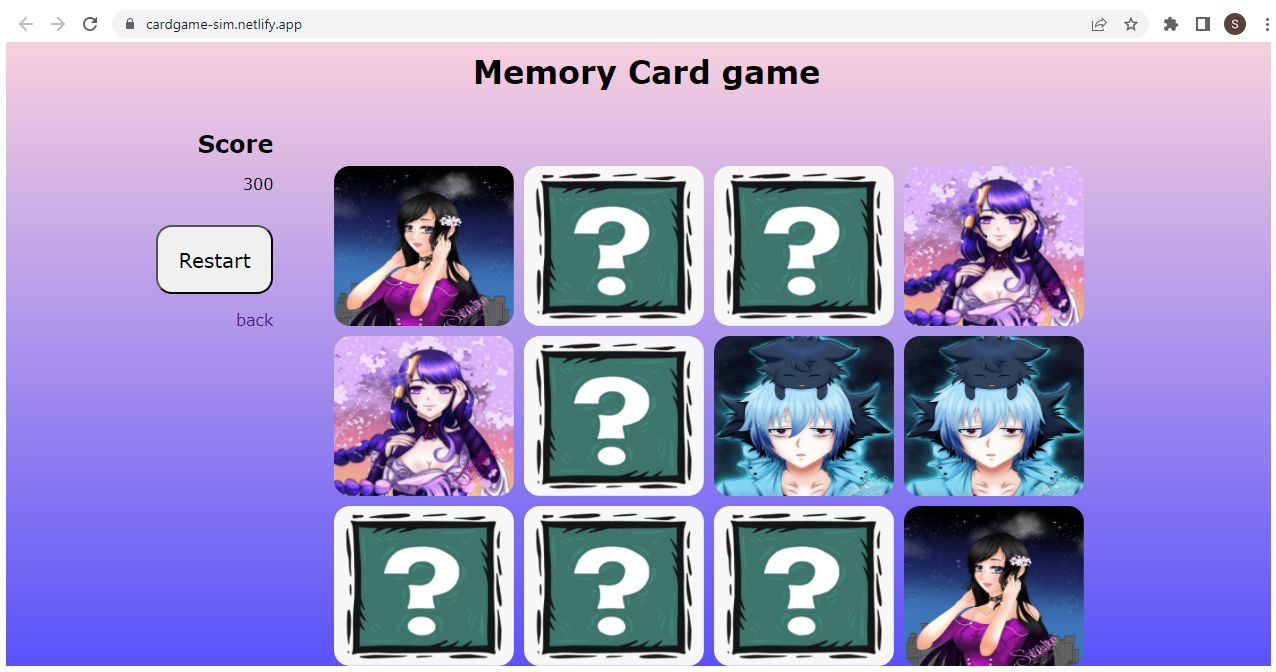 cardgame-sim.netlify.app
S
Memory Card game
Score
300
Restart
back
? ?
?
? ? ?